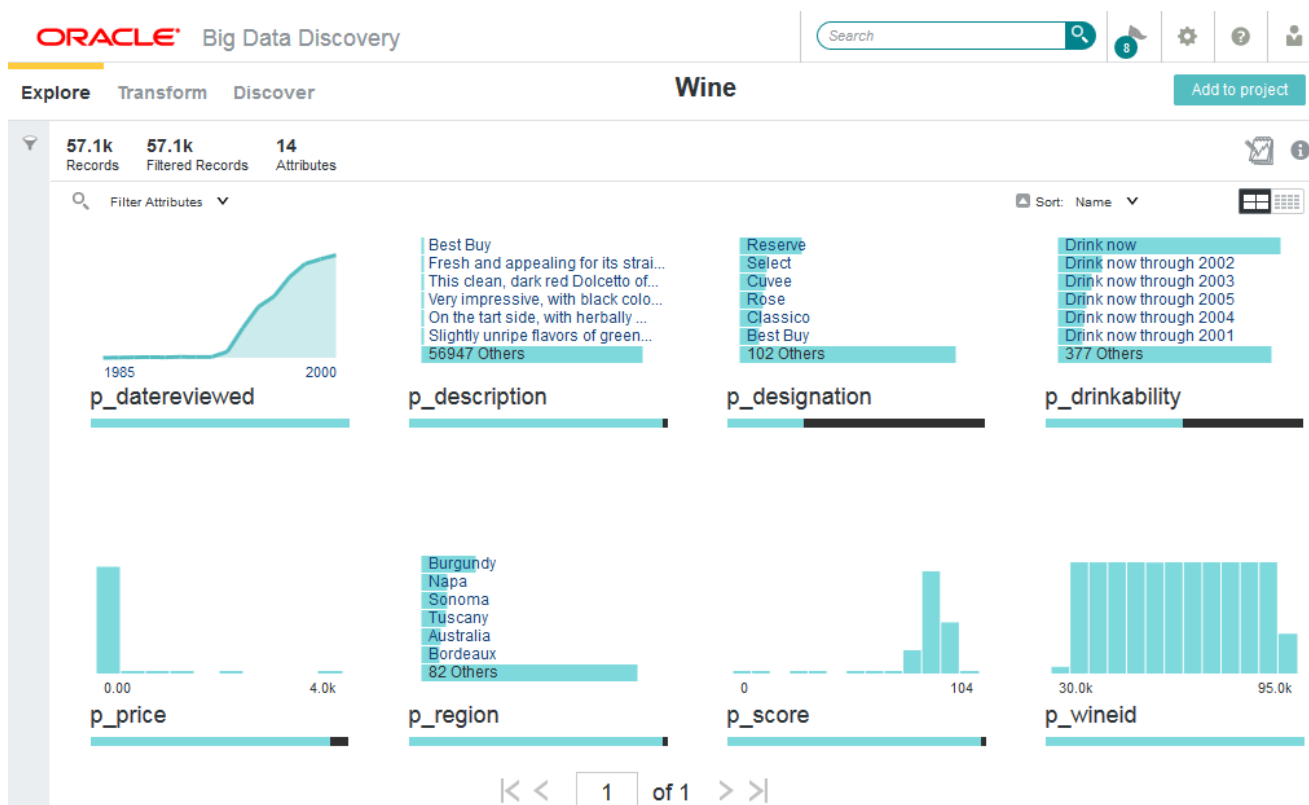 ORACLE® Big Data Discovery
Search
8
Explore Transform Discover
Wine
Add to project
57.1k 57.1k 14
Records Filtered Records Attributes
Filter Attributes
Sort: Name
1985 2000
p_datereviewed
Best Buy
Fresh and appealing for its strai...
This clean, dark red Dolcetto of...
Very impressive, with black colo...
On the tart side, with herbally ...
Slightly unripe flavors of green...
56947 Others
p_description
Reserve
Select
Cuvee
Rose
Classico
Best Buy
102 Others
p_designation
Drink now
Drink now through 2002
Drink now through 2003
Drink now through 2005
Drink now through 2004
Drink now through 2001
377 Others
p_drinkability
0.00 4.0k
p_price
Burgundy
Napa
Sonoma
Tuscany
Australia
Bordeaux
82 Others
p_region
0 104
p_score
30.0k 95.0k
p_wineid
1 of 1